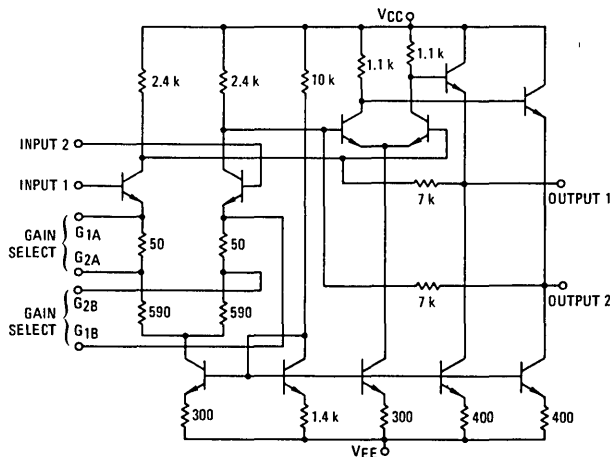 VCC
2.4 k
2.4 k
10 k
1.1 k
1.1 k
INPUT 2
INPUT 1
GAIN SELECT
G1A
G2A
50
50
7 k
OUTPUT 1
GAIN SELECT
G2B
G1B
590
590
7 k
OUTPUT 2
300
1.4 k
300
400
400
VEE